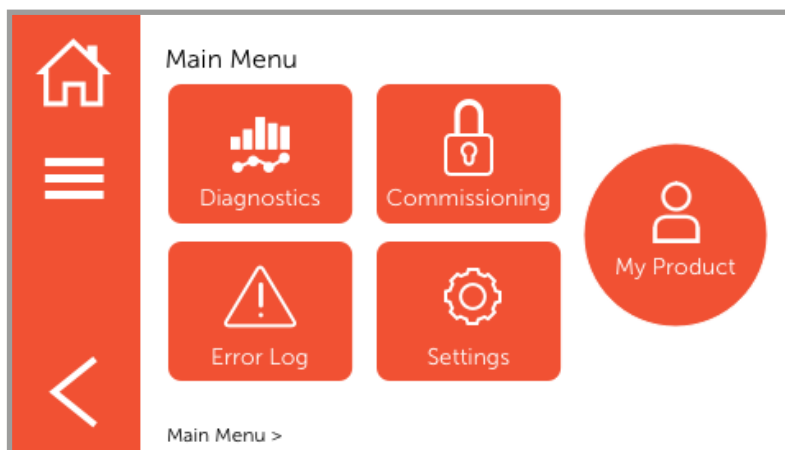 Main Menu
Diagnostics
Commissioning
My Product
Error Log
Settings
Main Menu >